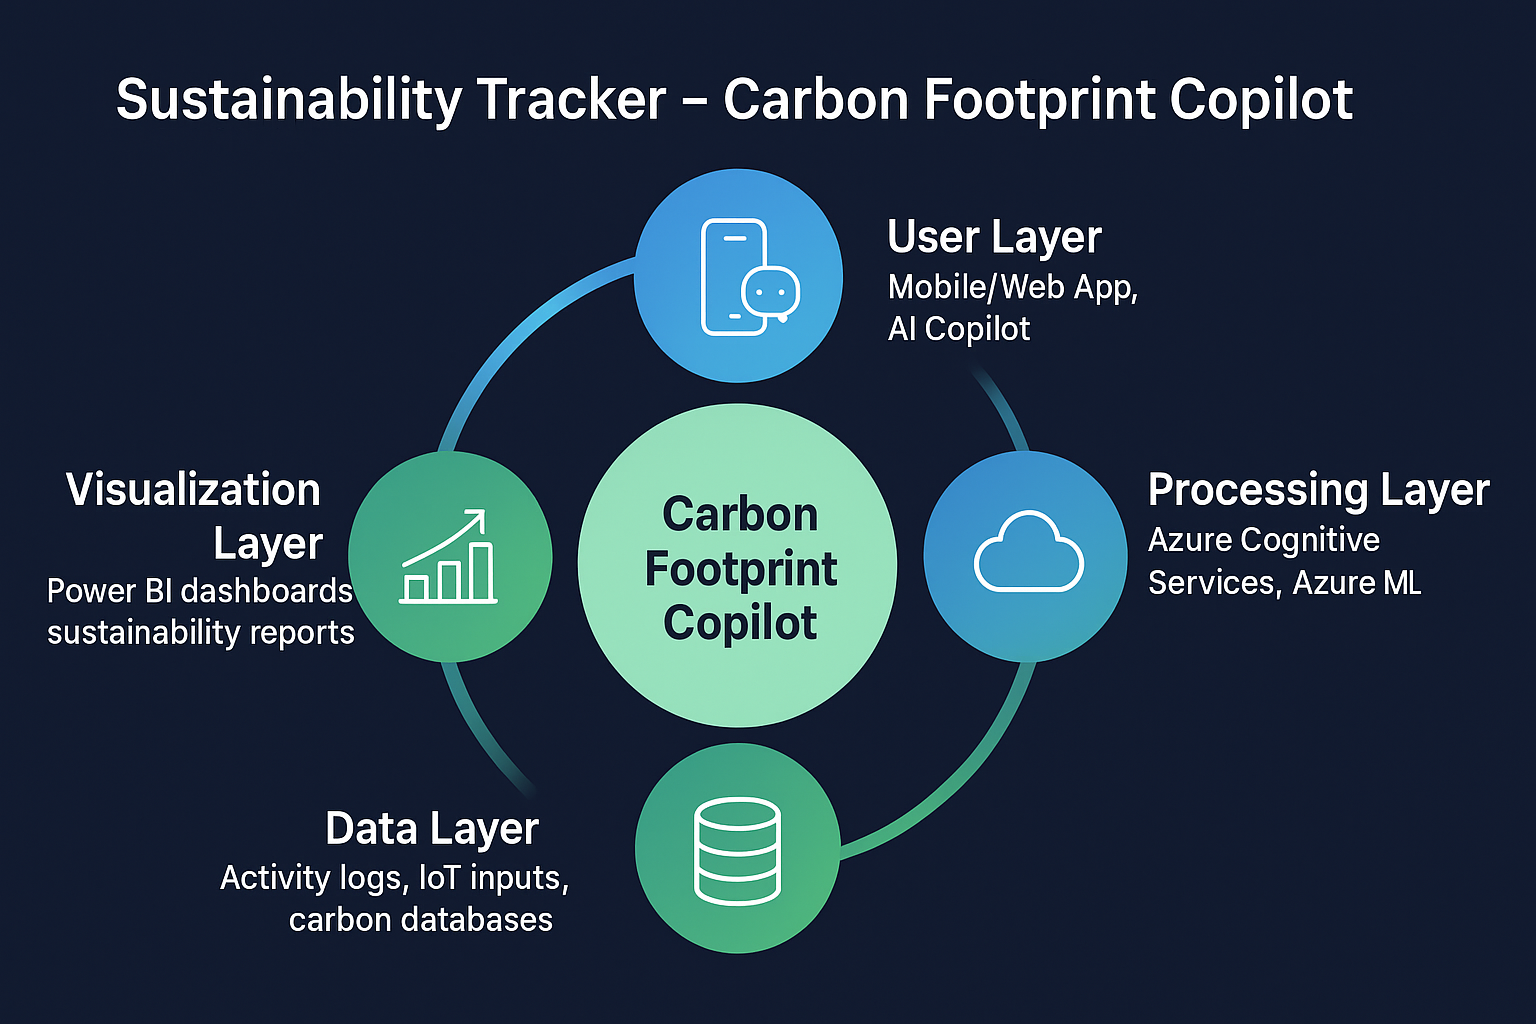 Sustainability Tracker – Carbon Footprint Copilot
User Layer
Mobile/Web App,
AI Copilot
Visualization
Layer
Power BI dashboards
sustainability reports
Carbon
Footprint
Copilot
Processing Layer
Azure Cognitive
Services, Azure ML
Data Layer
Activity logs, IoT inputs,
carbon databases